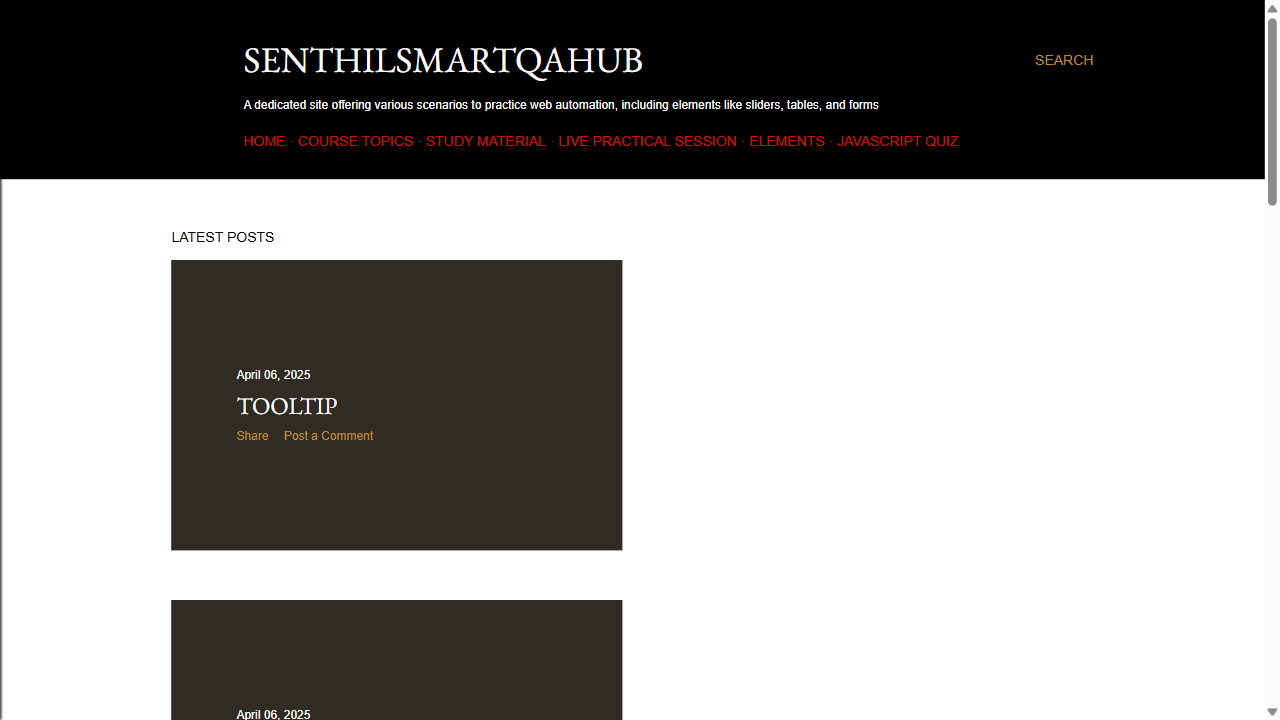 SENTHILSMARTQAHUB
SEARCH
A dedicated site offering various scenarios to practice web automation, including elements like sliders, tables, and forms
HOME · COURSE TOPICS · STUDY MATERIAL · LIVE PRACTICAL SESSION · ELEMENTS · JAVASCRIPT QUIZ
LATEST POSTS
April 06, 2025
TOOLTIP
Share Post a Comment
April 06, 2025